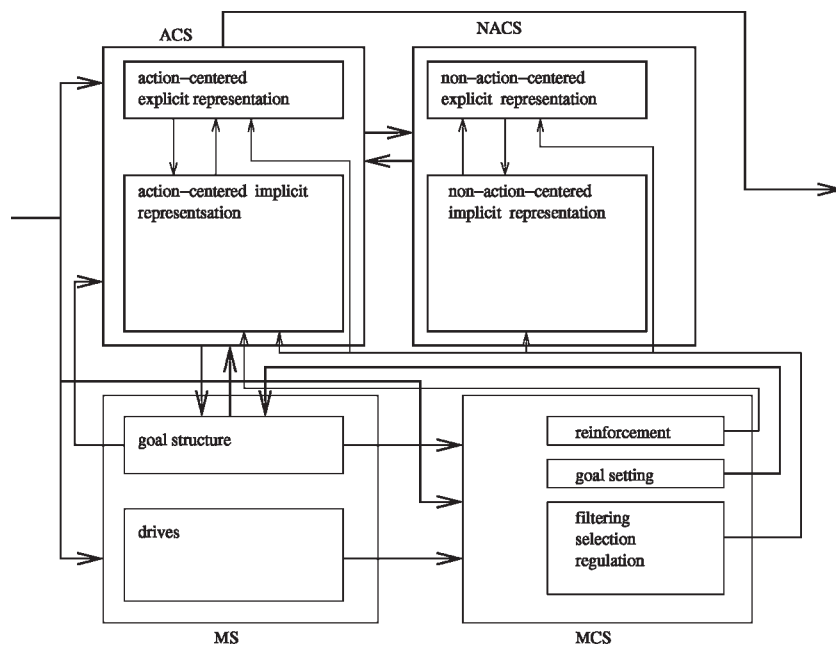 ACS
NACS
action−centered
explicit representation
non−action−centered
explicit representation
action−centered implicit
representsation
non−action−centered
implicit representation
goal structure
drives
reinforcement
goal setting
filtering
selection
regulation
MS
MCS